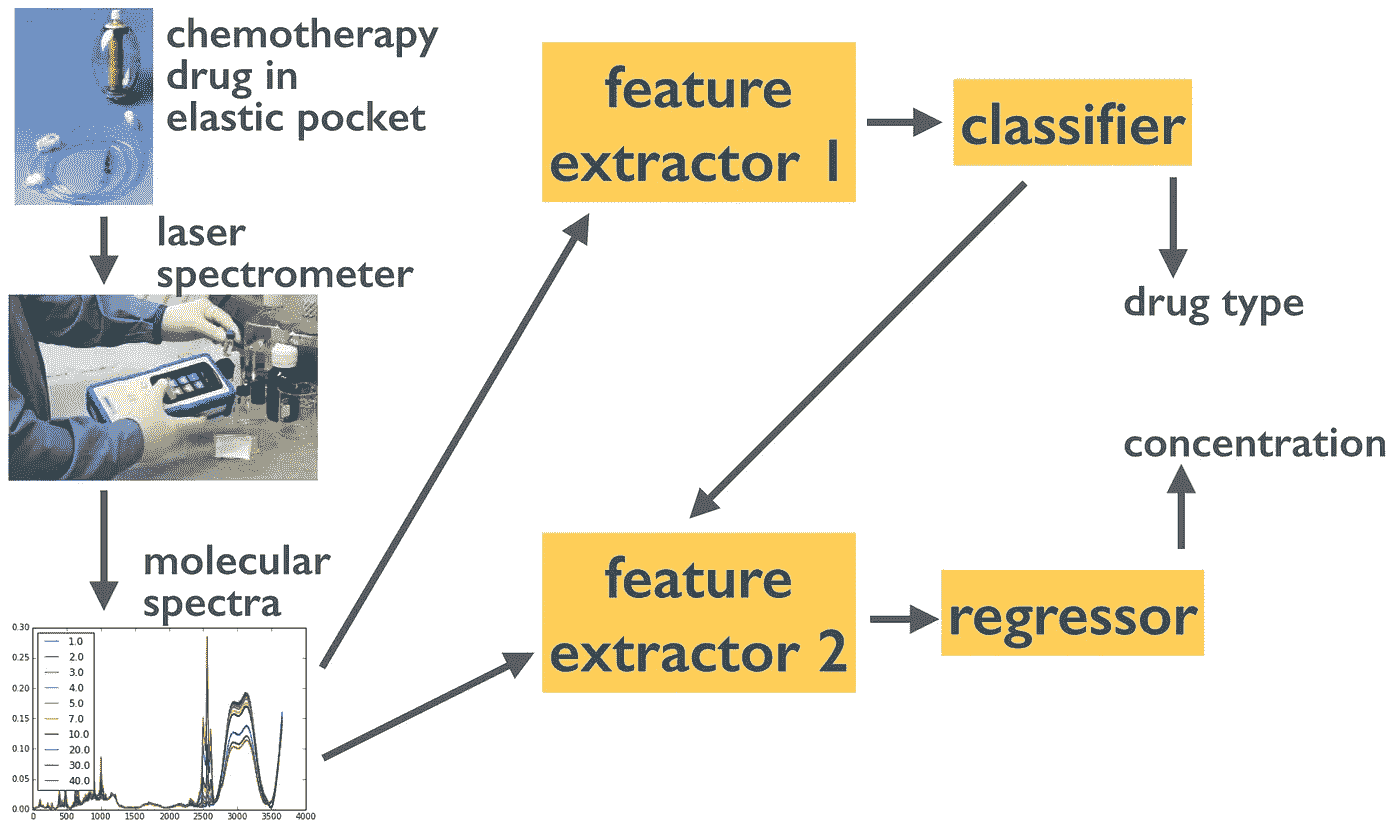 chemotherapy
drug in
elastic pocket
laser
spectrometer
molecular
spectra
0.30
0.25
0.20
0.15
0.10
0.05
0.00
1.0
2.0
3.0
4.0
5.0
7.0
10.0
20.0
30.0
40.0
0 500 1000 1500 2000 2500 3000 3500 4000
feature
extractor 1
classifier
drug type
feature
extractor 2
regressor
concentration